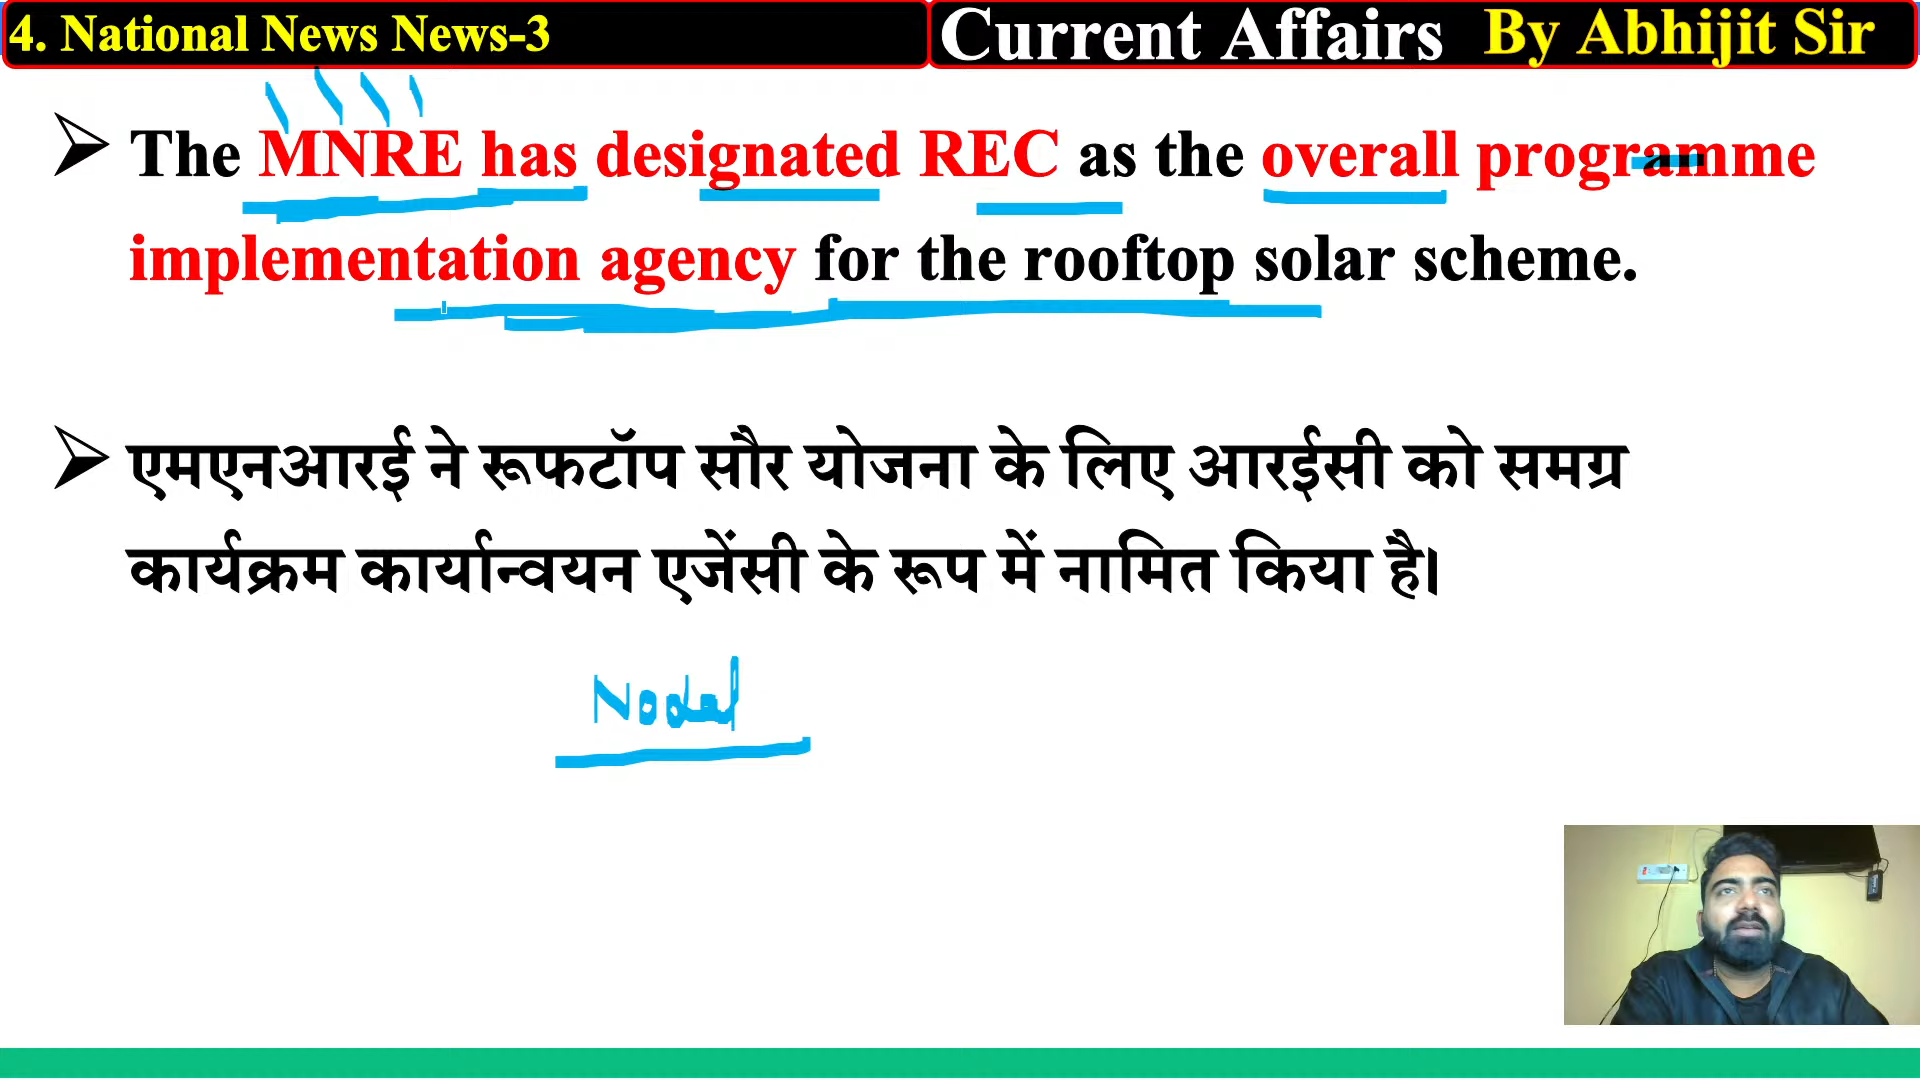 4. National News News-3
Current Affairs By Abhijit Sir
The MNRE has designated REC as the overall programme
implementation agency for the rooftop solar scheme.
एमएनआरई ने रूफटॉप सौर योजना के लिए आरईसी को समग्र
कार्यक्रम कार्यान्वयन एजेंसी के रूप में नामित किया है।
Nodal